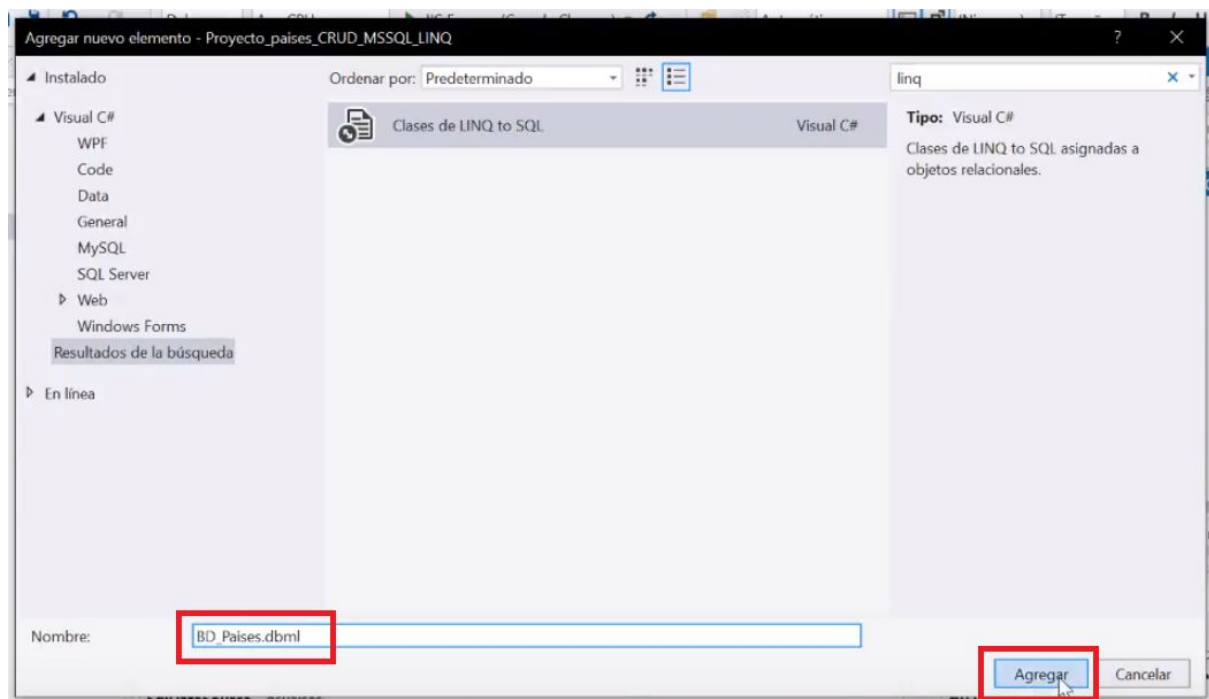 Agregar nuevo elemento - Proyecto_paises_CRUD_MSSQL_LINQ
? X
Instalado
Ordenar por: Predeterminado
linq
Visual C#
WPF
Code
Data
General
MySQL
SQL Server
Web
Windows Forms
Resultados de la búsqueda
En línea
Clases de LINQ to SQL Visual C#
Tipo: Visual C#
Clases de LINQ to SQL asignadas a
objetos relacionales.
Nombre: BD_Paises.dbml
Agregar Cancelar